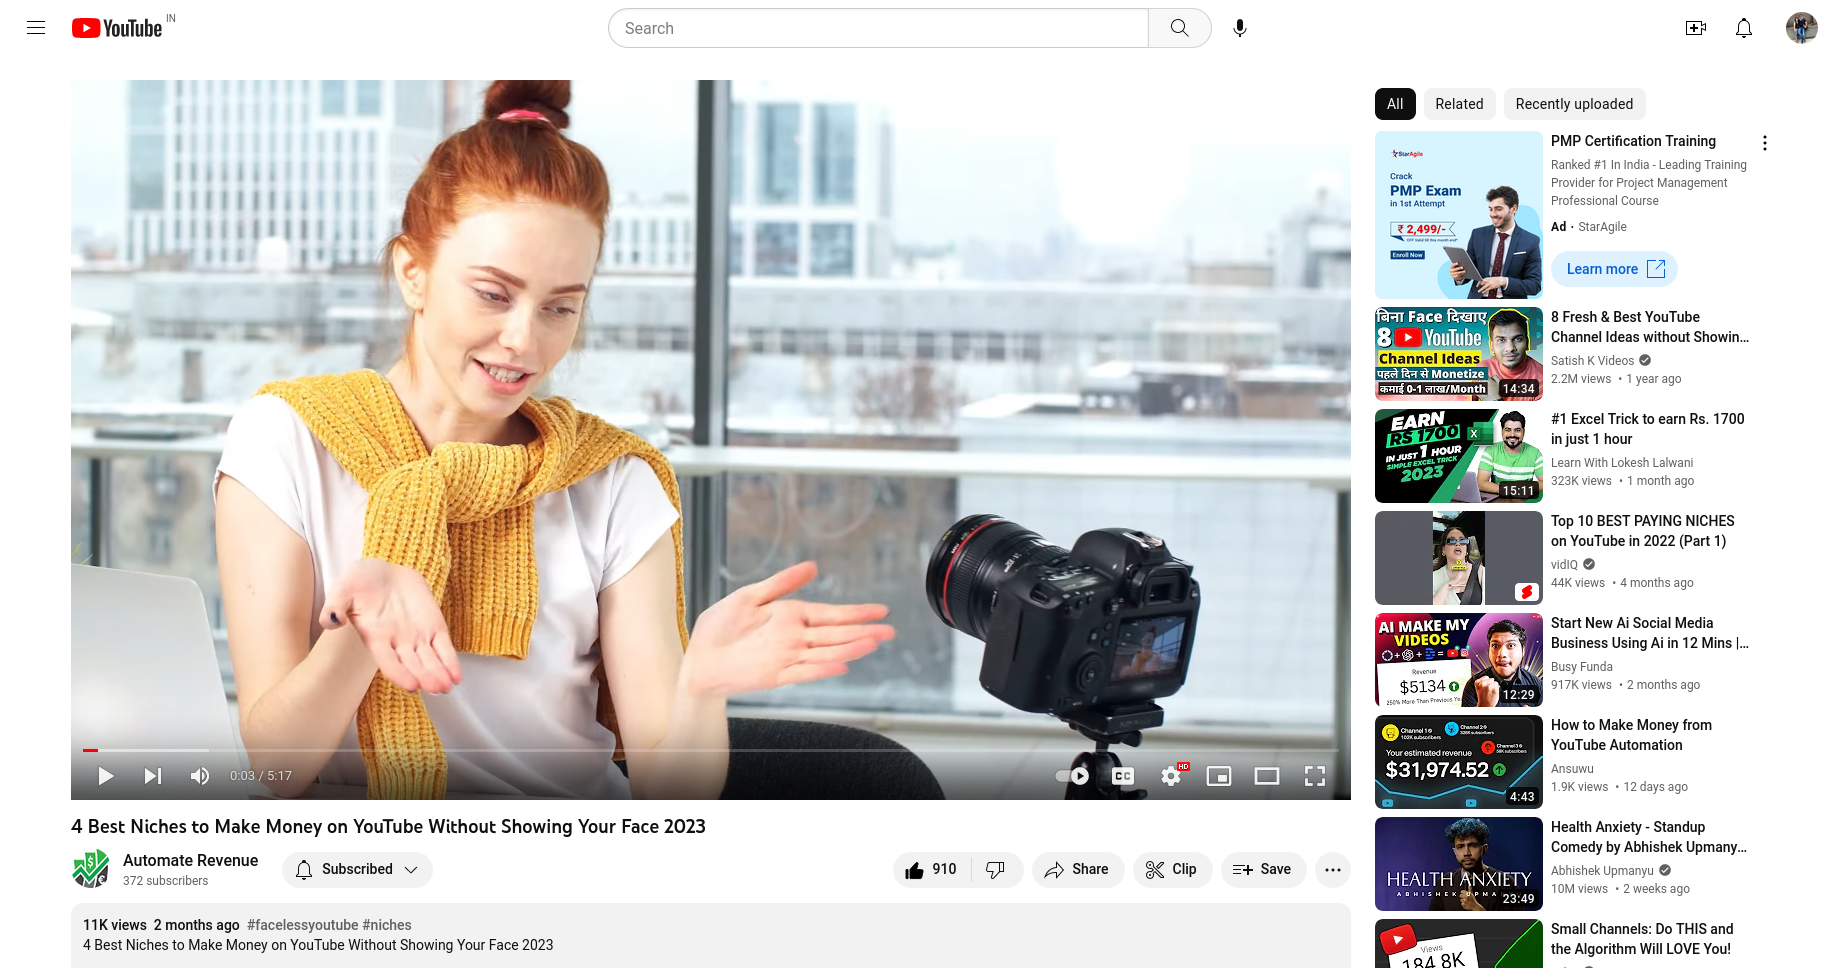 YouTube IN
Search
All
Related
Recently uploaded
StarAgile
Crack
PMP Exam
in 1st Attempt
₹ 2,499/-
Enroll Now
PMP Certification Training
Ranked #1 In India - Leading Training
Provider for Project Management
Professional Course
Ad · StarAgile
Learn more
बिना Face दिखाए
8 YouTube
Channel Ideas
पहले दिन से Monetize
कमाई 0-1 लाख/Month
14:34
8 Fresh & Best YouTube
Channel Ideas without Showin...
Satish K Videos
2.2M views • 1 year ago
EARN
RS 1700
IN JUST 1 HOUR
SIMPLE EXCEL TRICK
2023
X
15:11
#1 Excel Trick to earn Rs. 1700
in just 1 hour
Learn With Lokesh Lalwani
323K views • 1 month ago
Top 10 BEST PAYING NICHES
on YouTube in 2022 (Part 1)
vidIQ
44K views • 4 months ago
AI MAKE MY
VIDEOS
Revenue
$5134
250% More Than Previous
12:29
Start New Ai Social Media
Business Using Ai in 12 Mins |...
Busy Funda
917K views • 2 months ago
Your estimated revenue
$31,974.52
4:43
How to Make Money from
YouTube Automation
Ansuwu
1.9K views • 12 days ago
HEALTH ANXIETY
ABHISHEK UPMA
23:49
Health Anxiety - Standup
Comedy by Abhishek Upmany...
Abhishek Upmanyu
10M views • 2 weeks ago
Views
184.8K
Small Channels: Do THIS and
the Algorithm Will LOVE You!
0:03 / 5:17
CC
HD
4 Best Niches to Make Money on YouTube Without Showing Your Face 2023
Automate Revenue
372 subscribers
Subscribed
910
Share
Clip
Save
11K views 2 months ago #facelessyoutube #niches
4 Best Niches to Make Money on YouTube Without Showing Your Face 2023